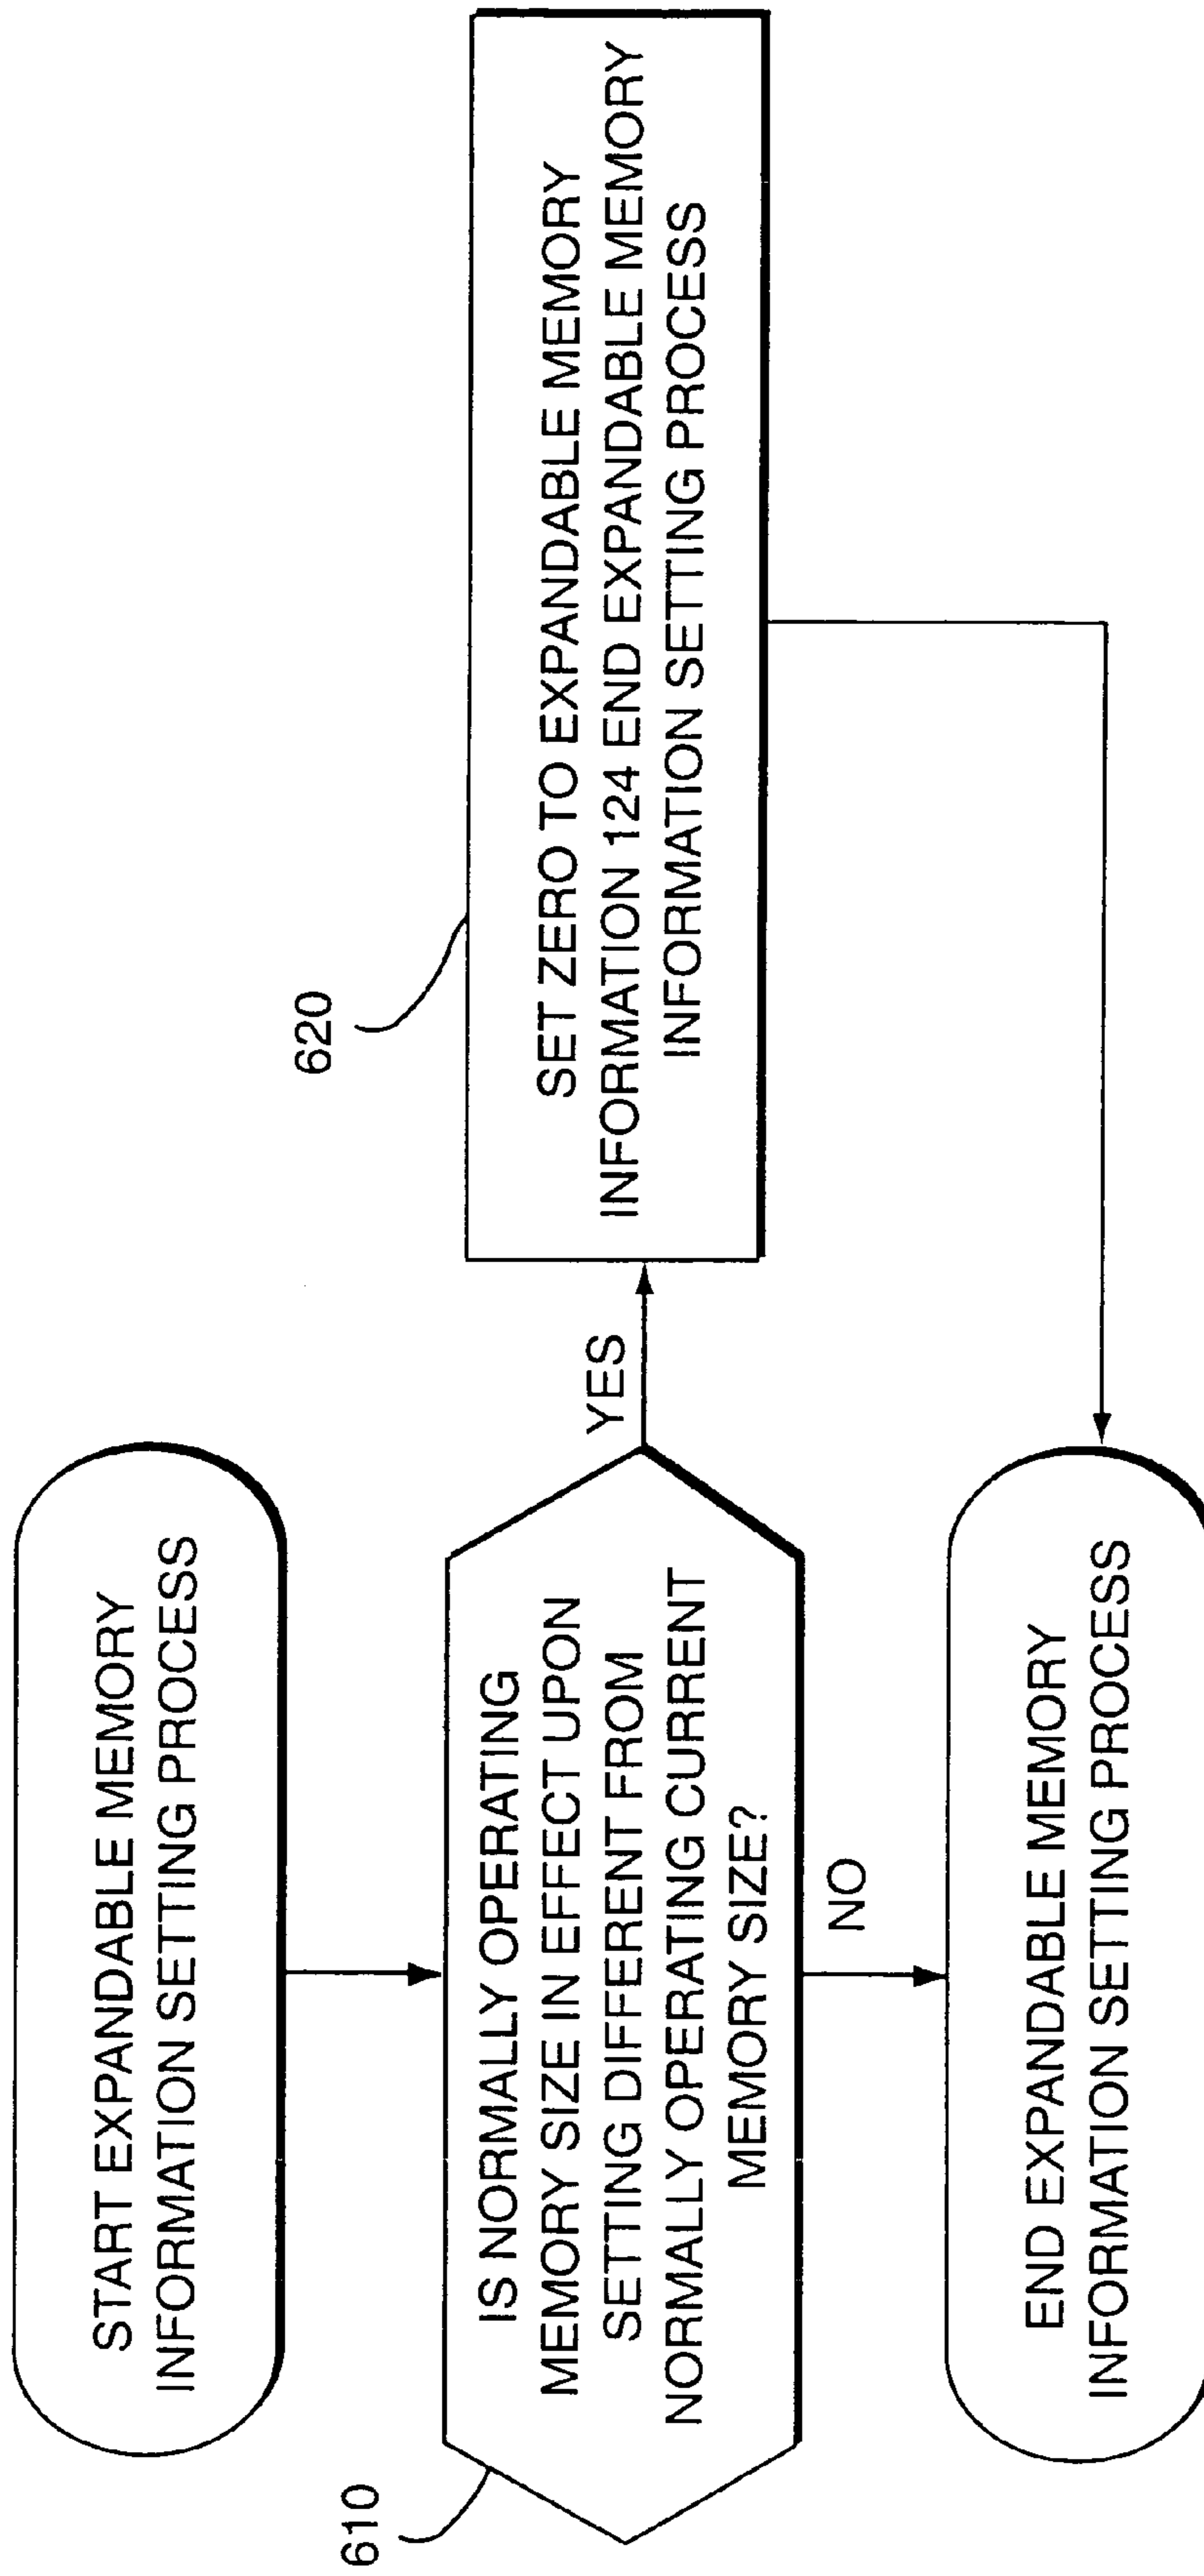 START EXPANDABLE MEMORY
INFORMATION SETTING PROCESS
610
IS NORMALLY OPERATING
MEMORY SIZE IN EFFECT UPON
SETTING DIFFERENT FROM
NORMALLY OPERATING CURRENT
MEMORY SIZE?
YES
620
SET ZERO TO EXPANDABLE MEMORY
INFORMATION 124 END EXPANDABLE MEMORY
INFORMATION SETTING PROCESS
NO
END EXPANDABLE MEMORY
INFORMATION SETTING PROCESS